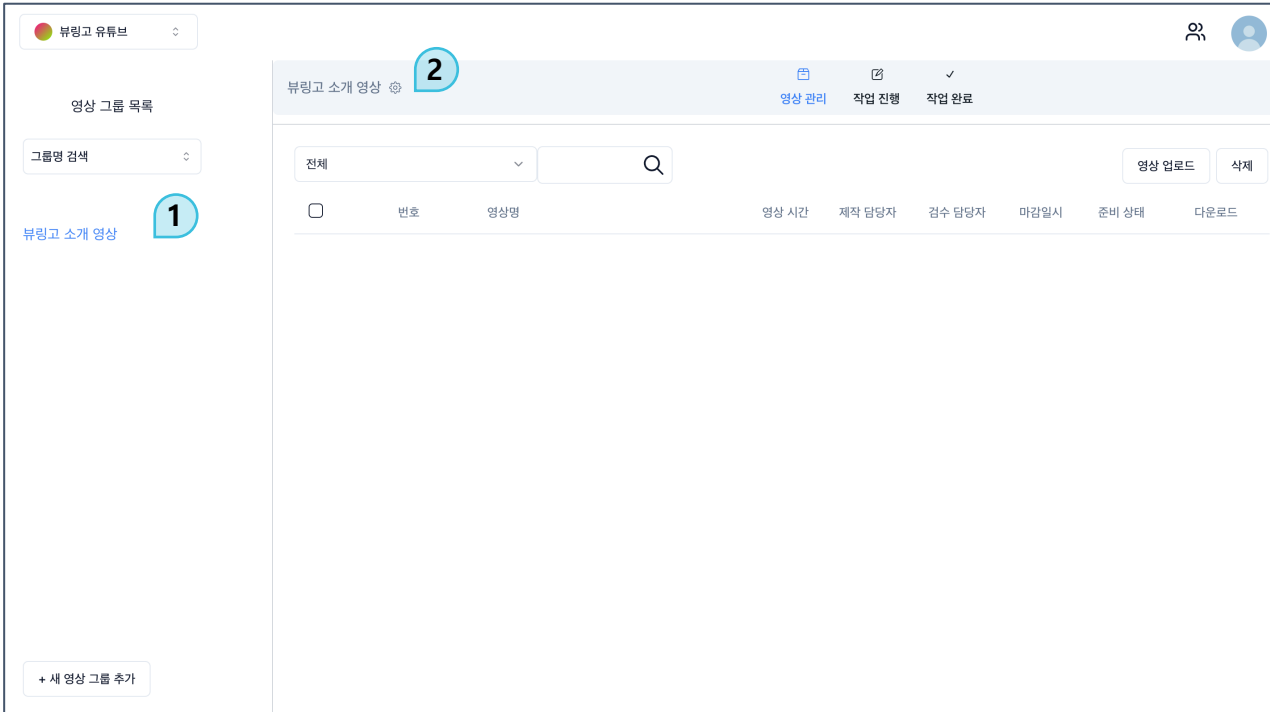 뷰링고 유튜브
영상 그룹 목록
그룹명 검색
1
뷰링고 소개 영상
+ 새 영상 그룹 추가
뷰링고 소개 영상
2
영상 관리 작업 진행 작업 완료
전체
영상 업로드 삭제
번호 영상명 영상 시간 제작 담당자 검수 담당자 마감일시 준비 상태 다운로드